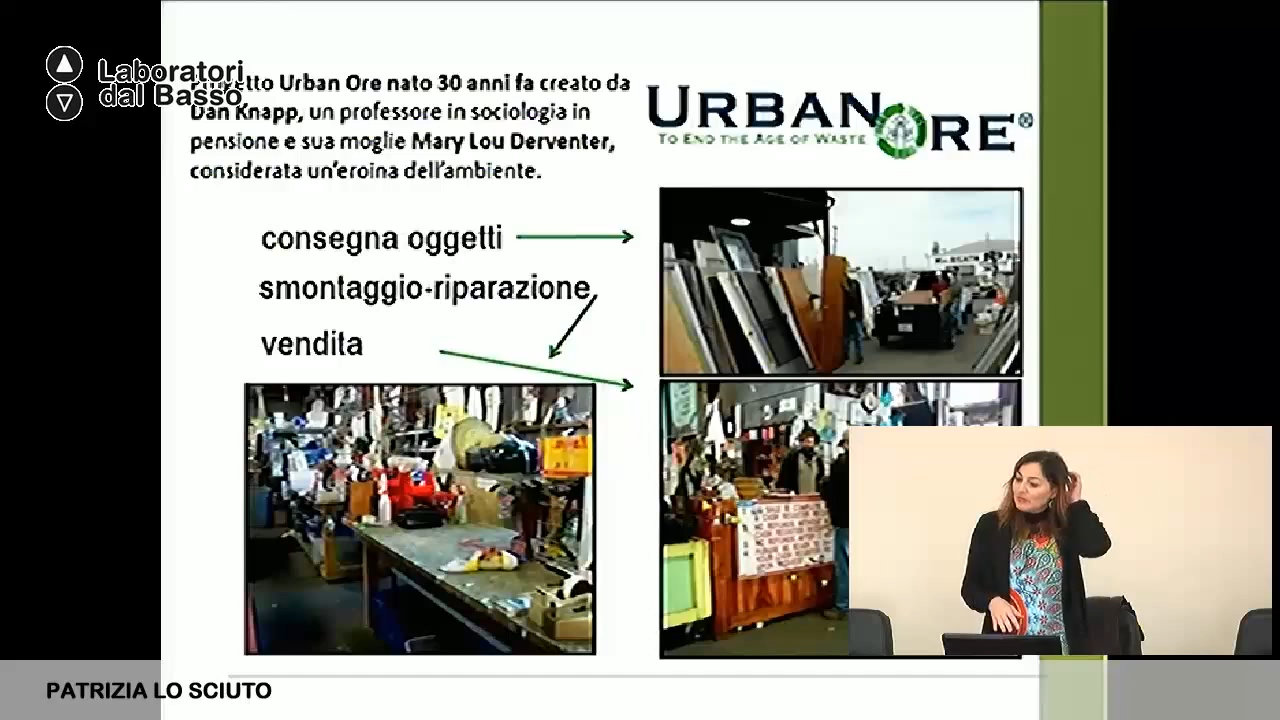 Laboratori
dal Basso
Urban Ore nato 30 anni fa creato da
Dan Knapp, un professore in sociologia in
pensione e sua moglie Mary Lou Derventer,
considerata un'eroina dell'ambiente.
URBAN ORE®
TO END THE AGE OF WASTE
consegna oggetti
smontaggio-riparazione
vendita
PATRIZIA LO SCIUTO